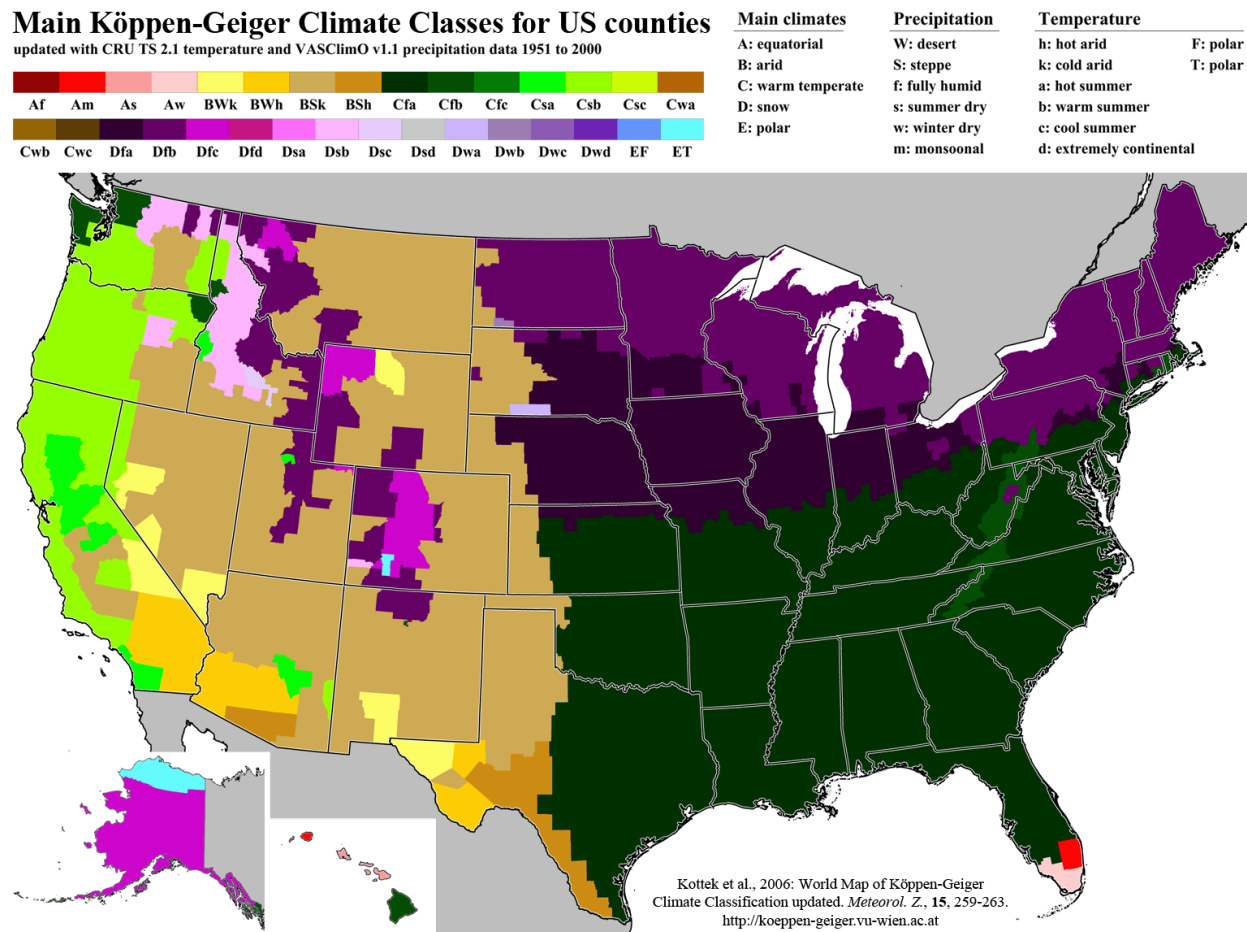 Main Köppen-Geiger Climate Classes for US counties
updated with CRU TS 2.1 temperature and VASClimO v1.1 precipitation data 1951 to 2000
Af Am As Aw BWk BWh BSk BSh Cfa Cfb Cfc Csa Csb Csc Cwa
Cwb Cwc Dfa Dfb Dfc Dfd Dsa Dsb Dsc Dsd Dwa Dwb Dwc Dwd EF ET
Main climates
A: equatorial
B: arid
C: warm temperate
D: snow
E: polar
Precipitation
W: desert
S: steppe
f: fully humid
s: summer dry
w: winter dry
m: monsoonal
Temperature
h: hot arid F: polar
k: cold arid T: polar
a: hot summer
b: warm summer
c: cool summer
d: extremely continental
Kottek et al., 2006: World Map of Köppen-Geiger
Climate Classification updated. Meteorol. Z., 15, 259-263.
http://koeppen-geiger.vu-wien.ac.at